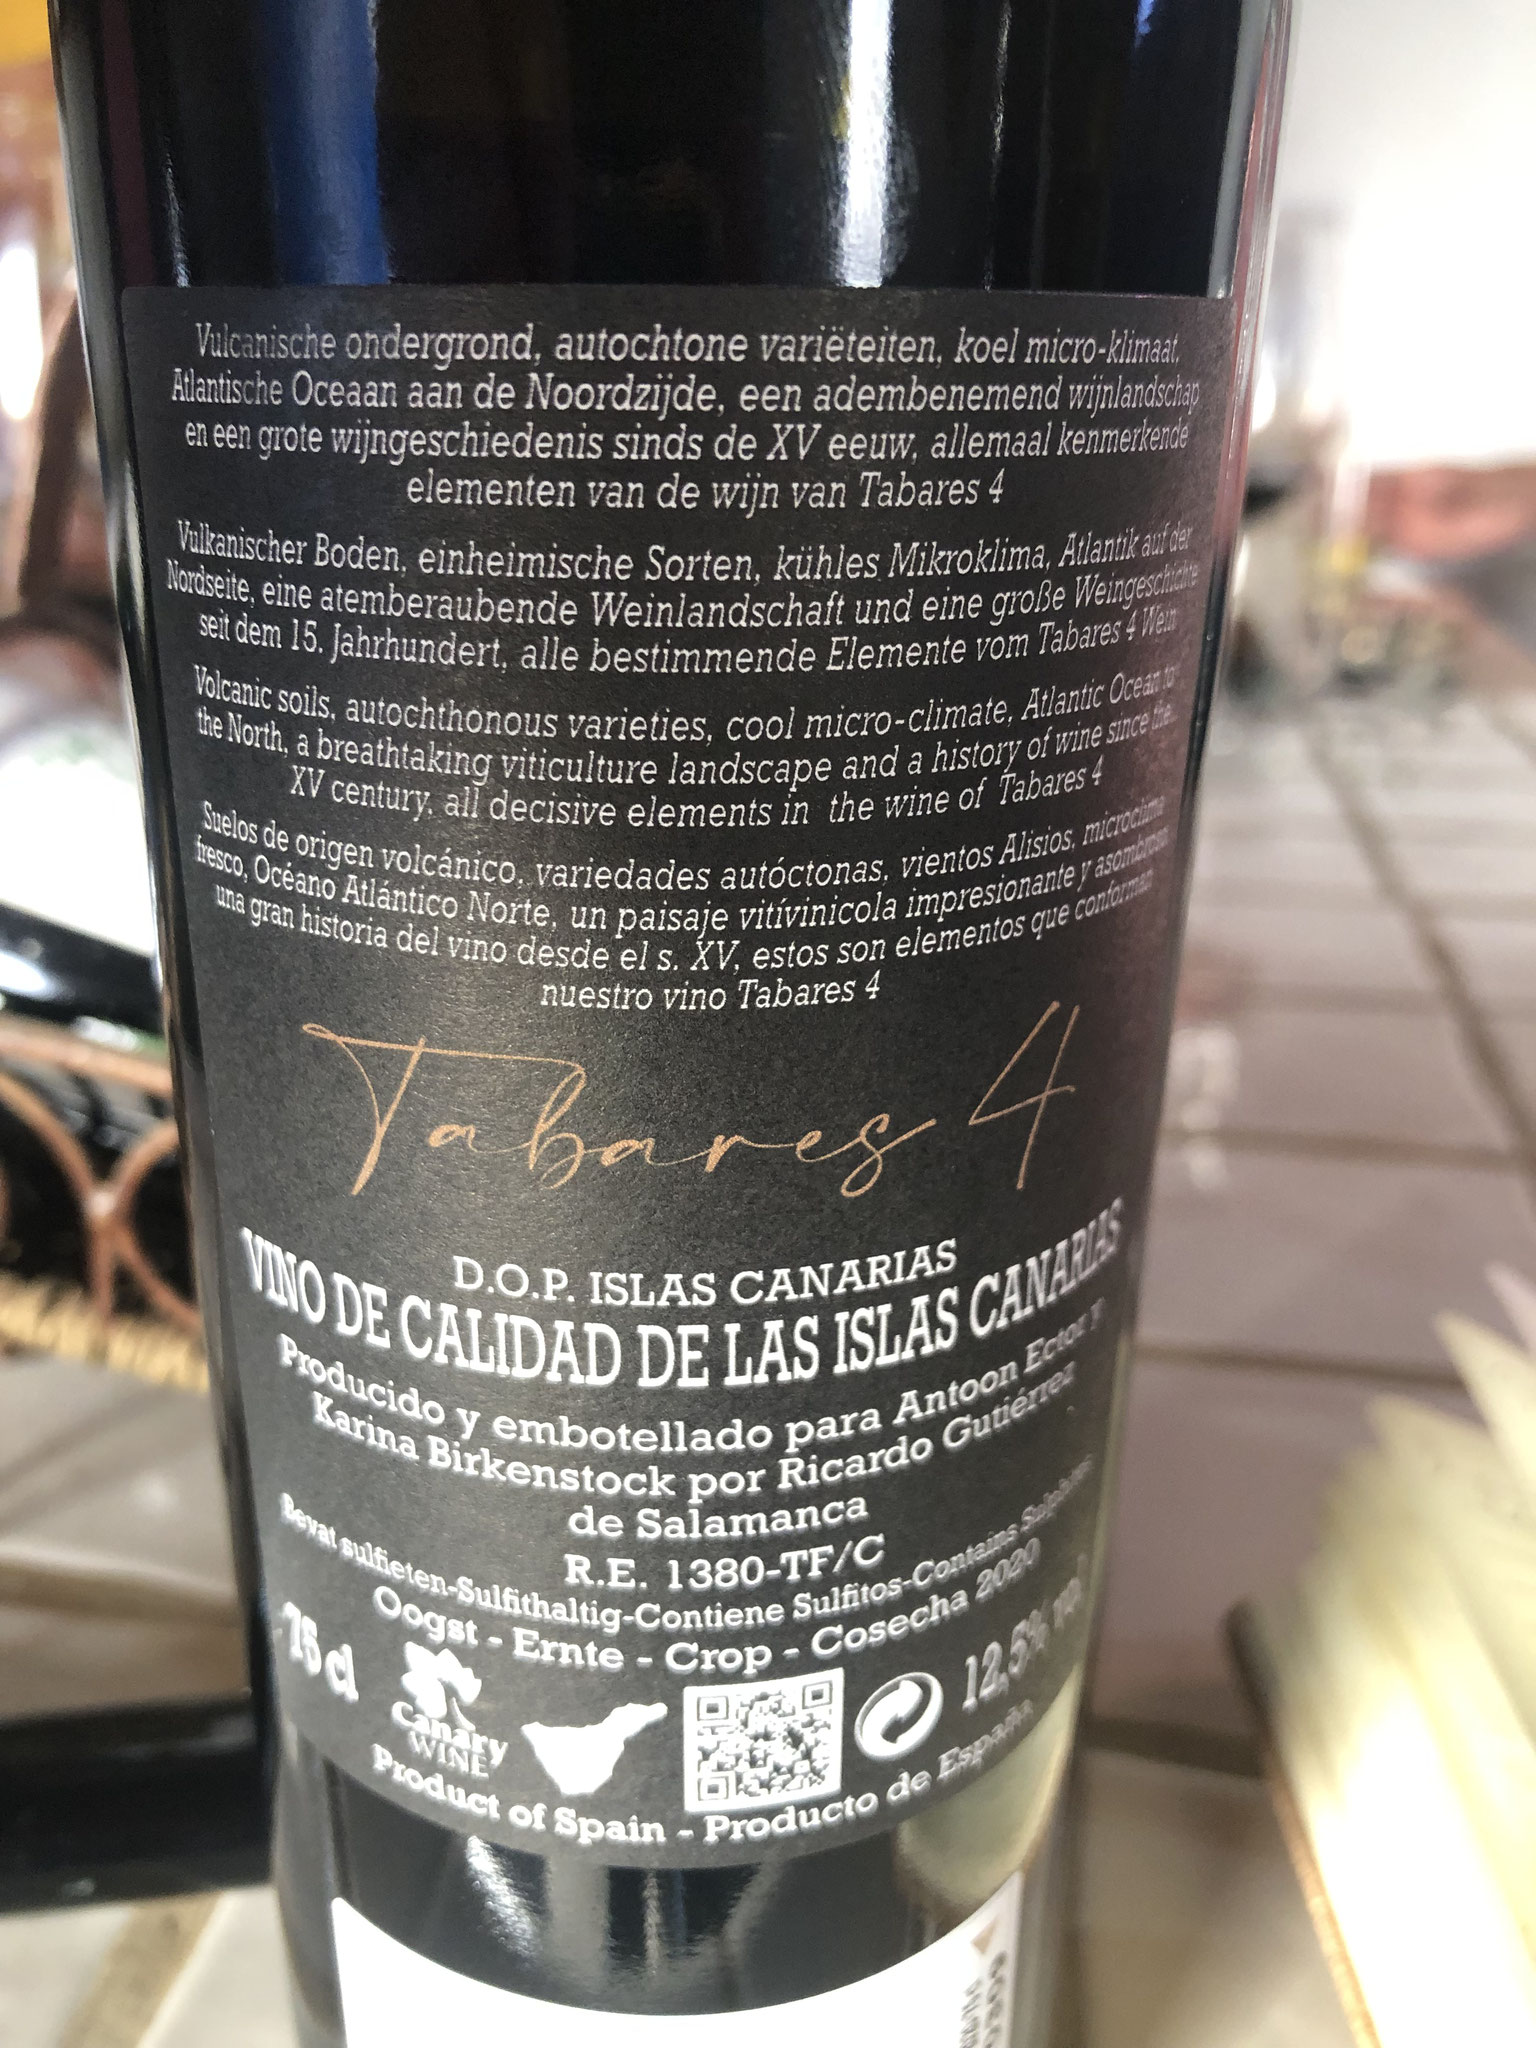 Vulcanische ondergrond, autochtone variëteiten, koel micro-klimaat,
Atlantische Oceaan aan de Noordzijde, een adembenemend wijnlandschap
en een grote wijngeschiedenis sinds de XV eeuw, allemaal kenmerkende
elementen van de wijn van Tabares 4
Vulkanischer Boden, einheimische Sorten, kühles Mikroklima, Atlantik auf der
Nordseite, eine atemberaubende Weinlandschaft und eine große Weingeschichte
seit dem 15. Jahrhundert, alle bestimmende Elemente vom Tabares 4 Wein
Volcanic soils, autochthonous varieties, cool micro-climate, Atlantic Ocean to
the North, a breathtaking viticulture landscape and a history of wine since the
XV century, all decisive elements in the wine of Tabares 4
Suelos de origen volcánico, variedades autóctonas, vientos Alisios, microclima
fresco, Océano Atlántico Norte, un paisaje vitívinicola impresionante y asombroso,
una gran historia del vino desde el s. XV, estos son elementos que conforman
nuestro vino Tabares 4
Tabares 4
D.O.P. ISLAS CANARIAS
VINO DE CALIDAD DE LAS ISLAS CANARIAS
Producido y embotellado para Antoon Ector y
Karina Birkenstock por Ricardo Gutiérrez
de Salamanca
R.E. 1380-TF/C
Bevat sulfieten-Sulfithaltig-Contiene Sulfitos-Contains
Oogst - Ernte - Crop - Cosecha 2020
75 cl
Canary
WINE
12,5%
Product of Spain - Producto de España